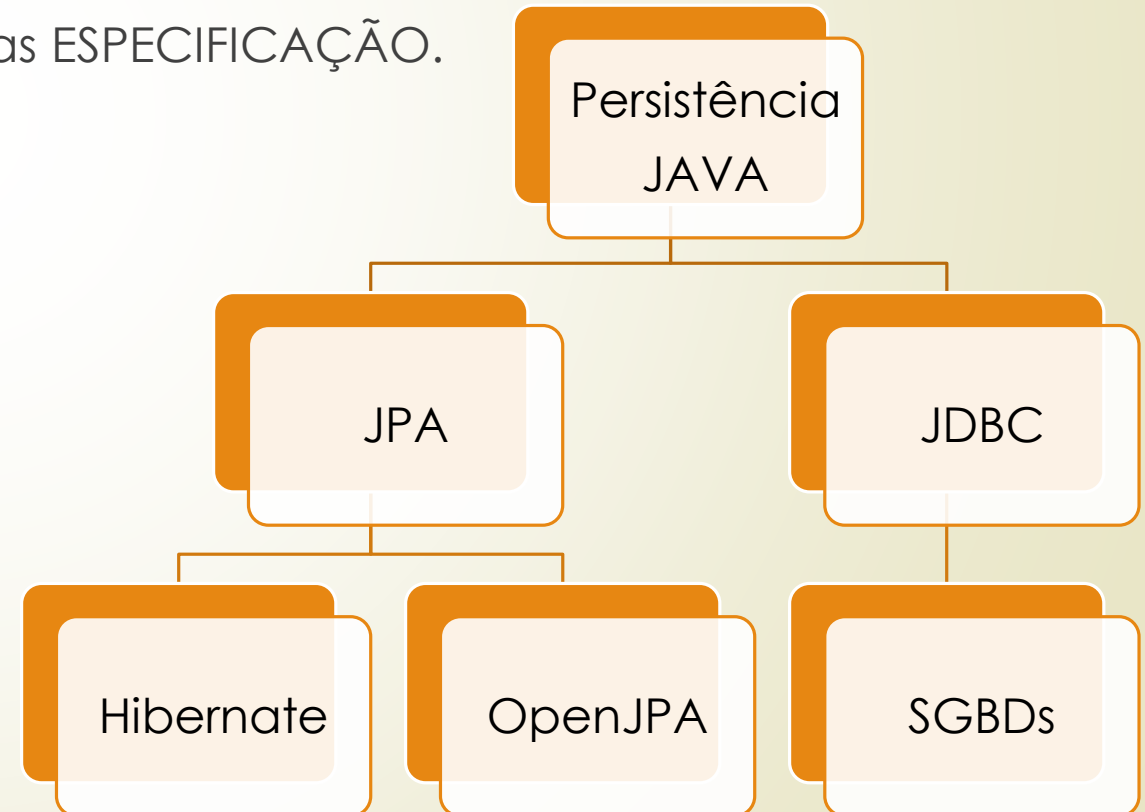 as ESPECIFICAÇÃO.
Persistência
JAVA
JPA
JDBC
Hibernate
OpenJPA
SGBDs